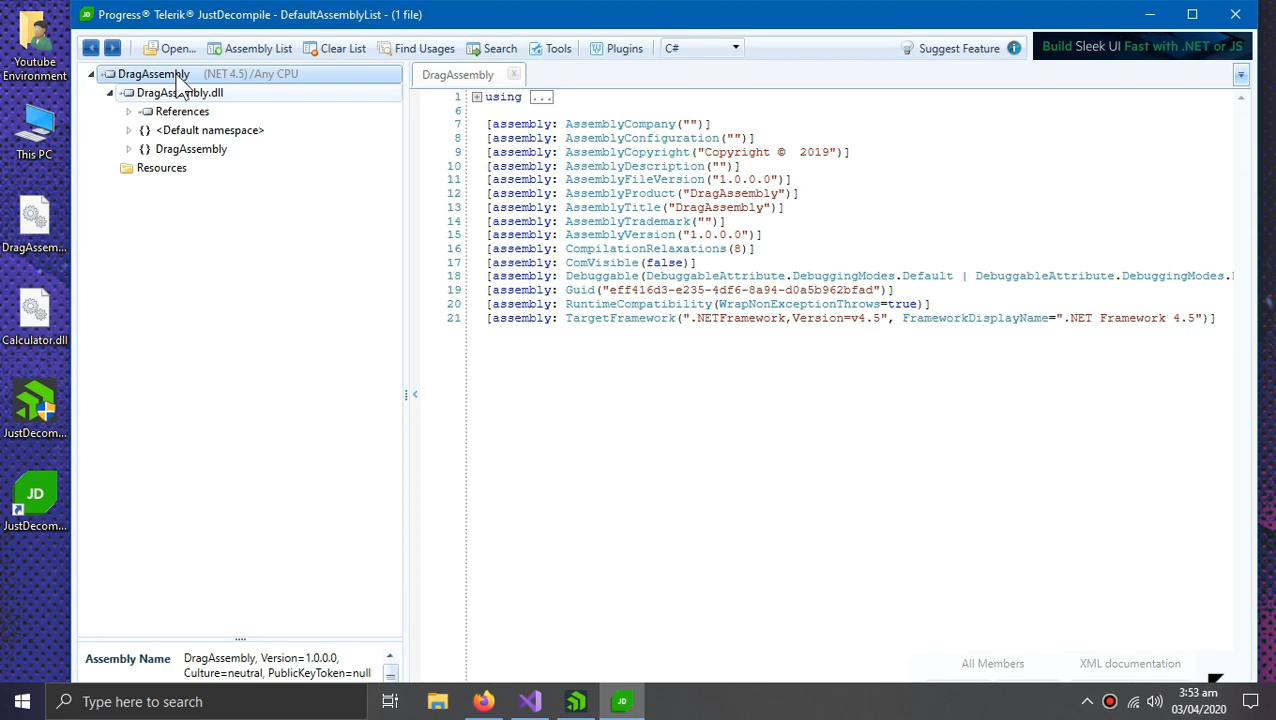 Youtube
Environment
This PC
DragAssem...
Calculator.dll
JustDecom...
JD
JustDecom...
JD Progress® Telerik® JustDecompile - DefaultAssemblyList - (1 file)
Open... Assembly List Clear List Find Usages Search Tools Plugins C# Suggest Feature i Build Sleek UI Fast with .NET or JS
DragAssembly (NET 4.5) /Any CPU
DragAssembly.dll
References
{} <Default namespace>
{} DragAssembly
Resources
Assembly Name DragAssembly, Version=1.0.0.0,
Culture=neutral, PublicKeyToken=null
DragAssembly x
1 using ...
6
7 [assembly: AssemblyCompany("")]
8 [assembly: AssemblyConfiguration("")]
9 [assembly: AssemblyCopyright("Copyright © 2019")]
10 [assembly: AssemblyDescription("")]
11 [assembly: AssemblyFileVersion("1.0.0.0")]
12 [assembly: AssemblyProduct("DragAssembly")]
13 [assembly: AssemblyTitle("DragAssembly")]
14 [assembly: AssemblyTrademark("")]
15 [assembly: AssemblyVersion("1.0.0.0")]
16 [assembly: CompilationRelaxations(8)]
17 [assembly: ComVisible(false)]
18 [assembly: Debuggable(DebuggableAttribute.DebuggingModes.Default | DebuggableAttribute.DebuggingModes.
19 [assembly: Guid("eff416d3-e235-4df6-8a94-d0a5b962bfad")]
20 [assembly: RuntimeCompatibility(WrapNonExceptionThrows=true)]
21 [assembly: TargetFramework(".NETFramework,Version=v4.5", FrameworkDisplayName=".NET Framework 4.5")]
All Members XML documentation
Type here to search
JD
3:53 am
03/04/2020